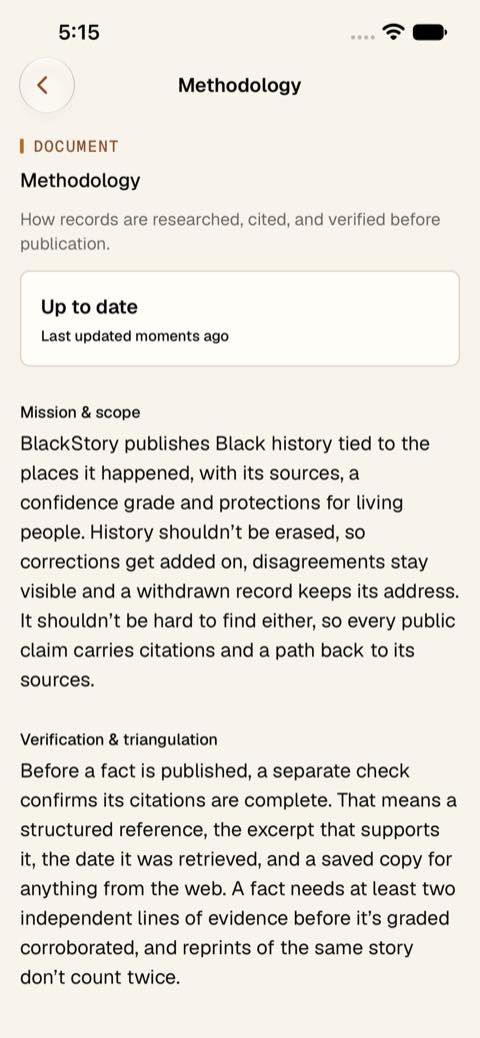 5:15
Methodology
DOCUMENT
Methodology
How records are researched, cited, and verified before
publication.
Up to date
Last updated moments ago
Mission & scope
BlackStory publishes Black history tied to the
places it happened, with its sources, a
confidence grade and protections for living
people. History shouldn’t be erased, so
corrections get added on, disagreements stay
visible and a withdrawn record keeps its address.
It shouldn’t be hard to find either, so every public
claim carries citations and a path back to its
sources.
Verification & triangulation
Before a fact is published, a separate check
confirms its citations are complete. That means a
structured reference, the excerpt that supports
it, the date it was retrieved, and a saved copy for
anything from the web. A fact needs at least two
independent lines of evidence before it’s graded
corroborated, and reprints of the same story
don’t count twice.